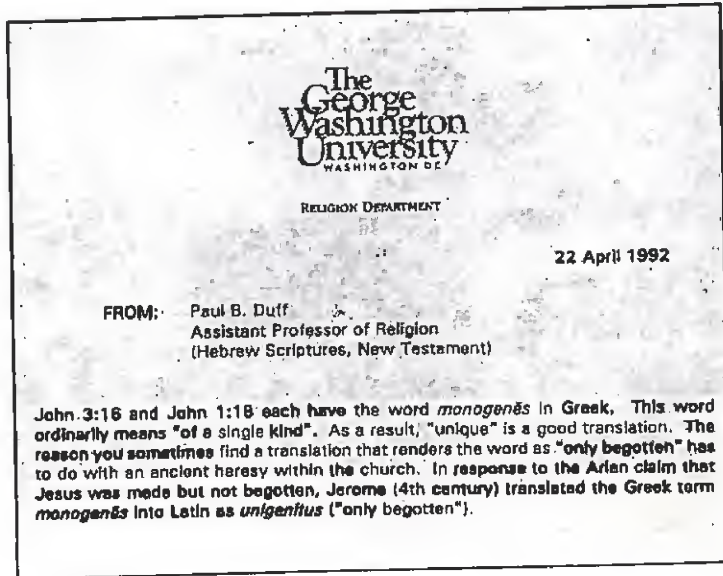 The
George
Washington
University
WASHINGTON DC
RELIGION DEPARTMENT
22 April 1992
FROM: Paul B. Duff
Assistant Professor of Religion
(Hebrew Scriptures, New Testament)
John 3:16 and John 1:18 each have the word monogenēs in Greek. This word
ordinarily means "of a single kind". As a result, "unique" is a good translation. The
reason you sometimes find a translation that renders the word as "only begotten" has
to do with an ancient heresy within the church. In response to the Arian claim that
Jesus was made but not begotten, Jerome (4th century) translated the Greek term
monogenēs into Latin as unigenitus ("only begotten").